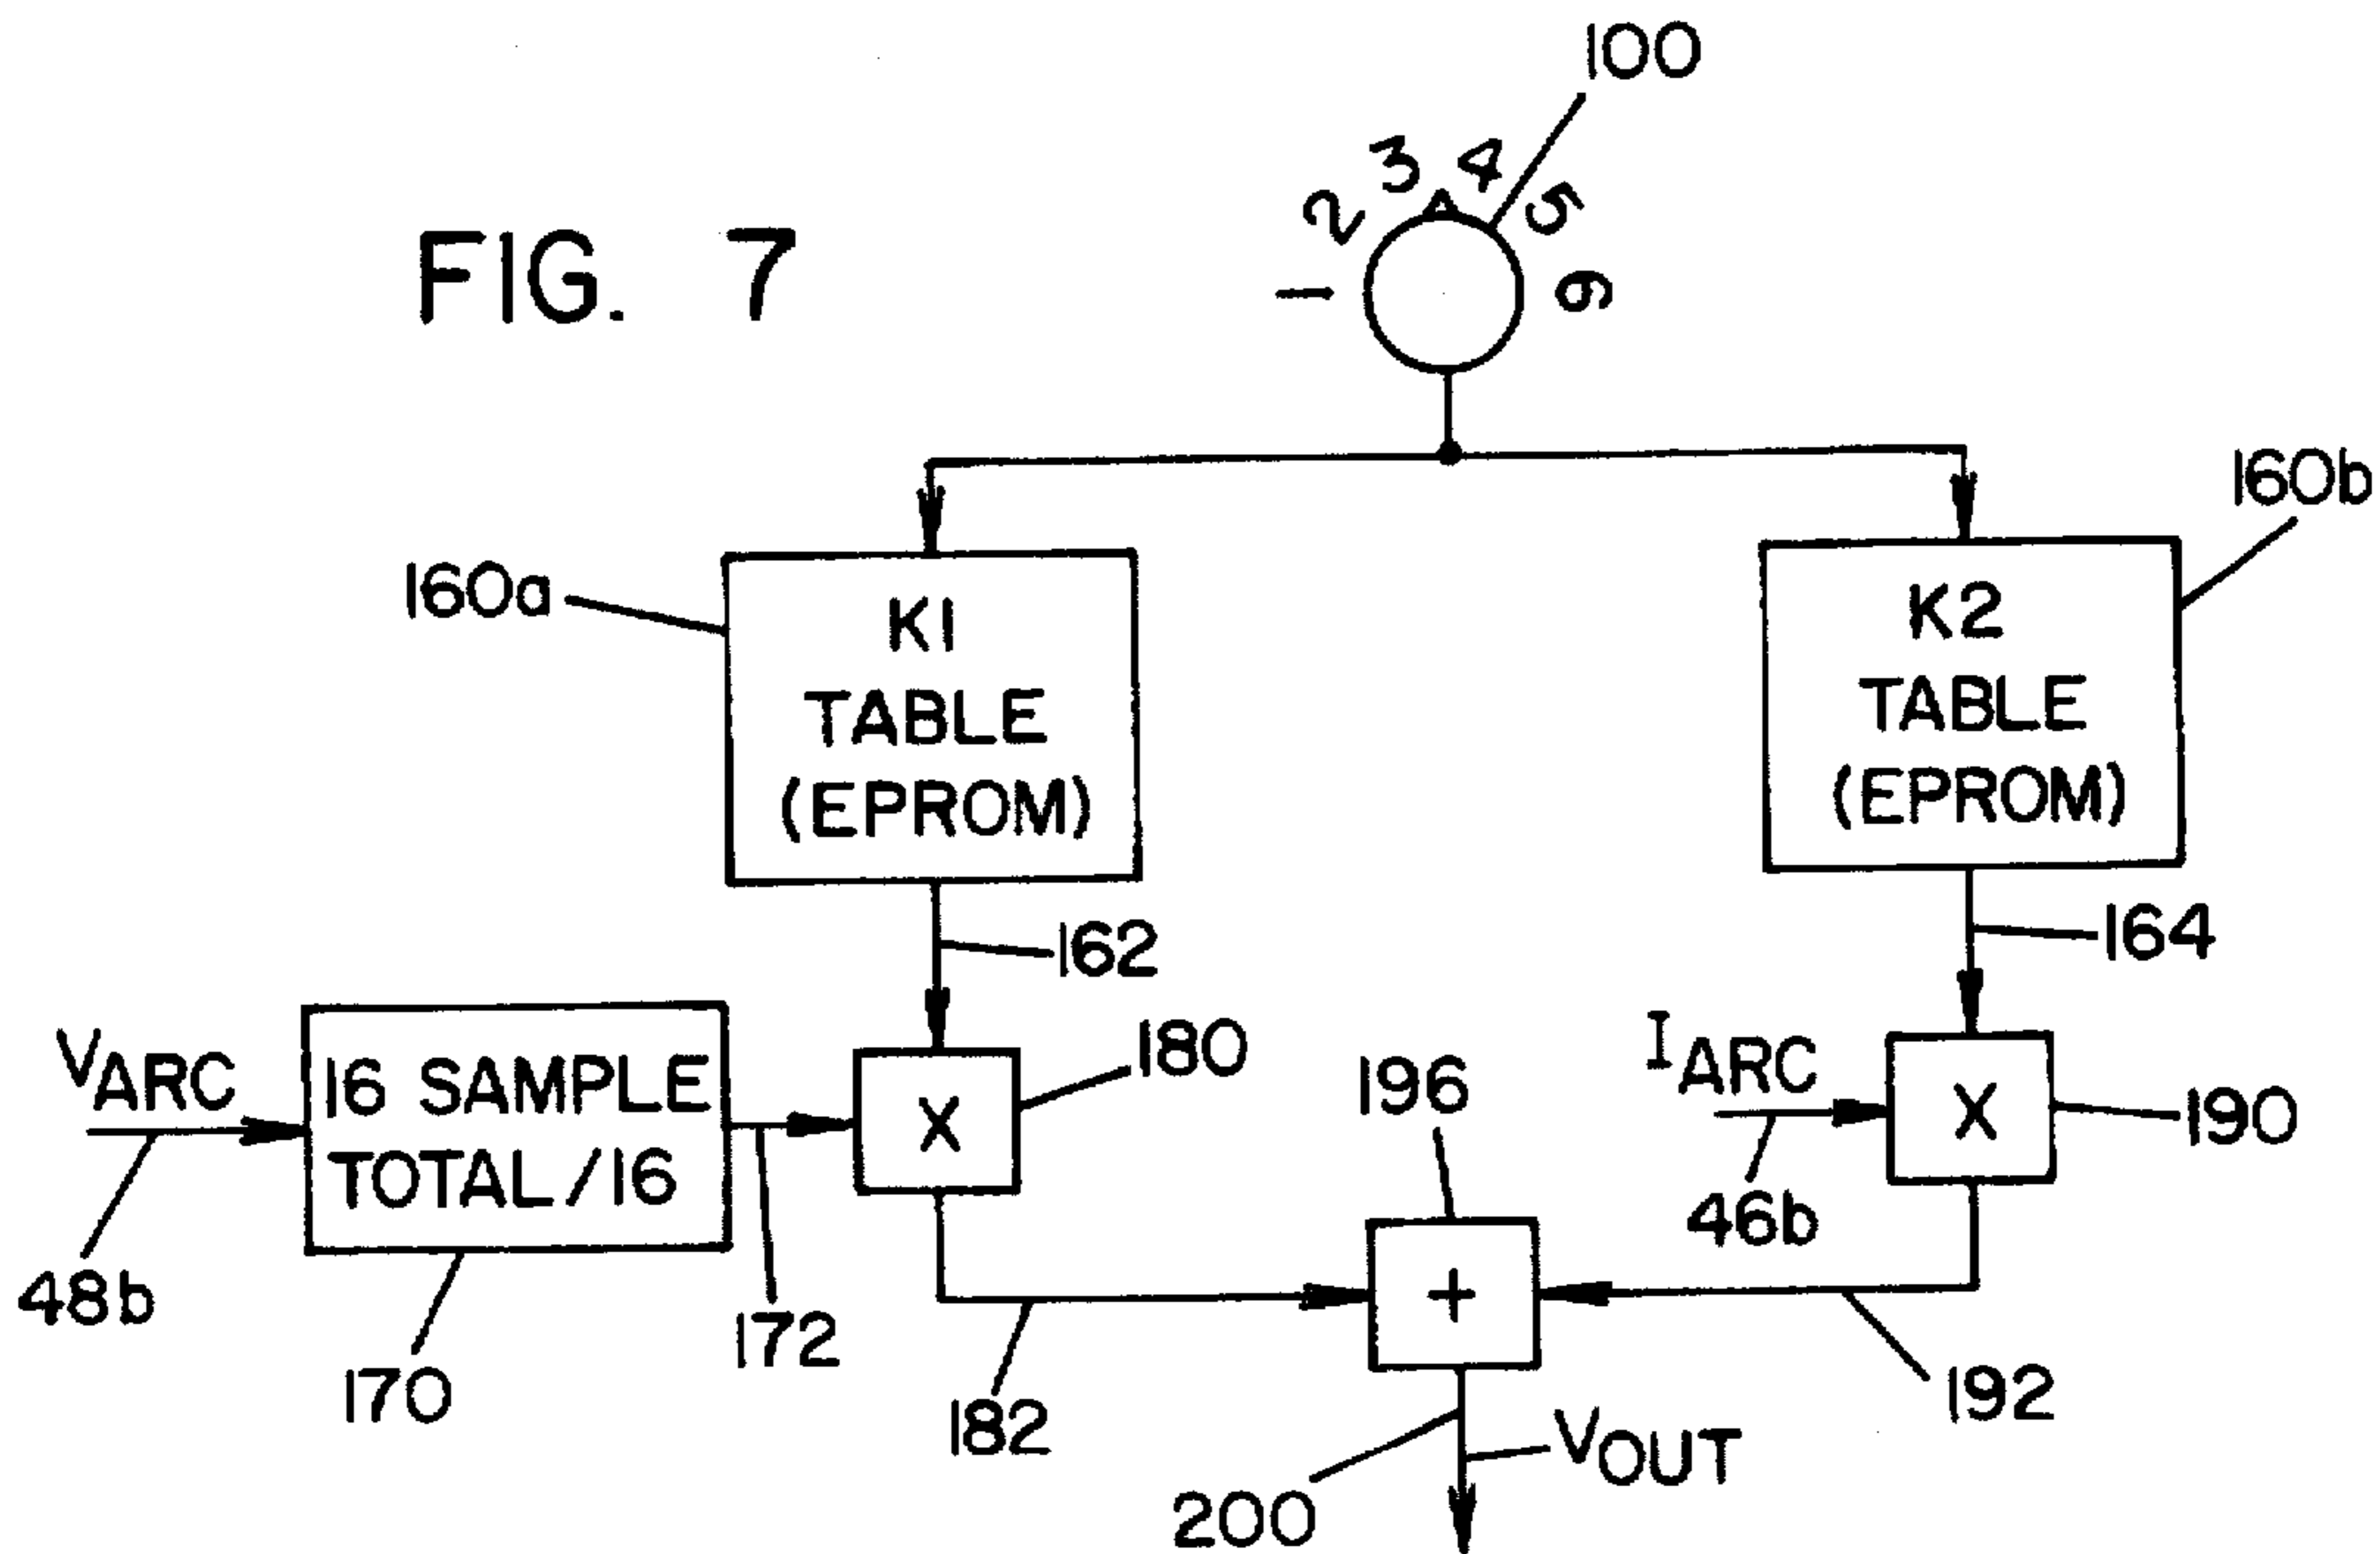 FIG. 7
100
1 2 3 4 5 6
160a
K1
TABLE
(EPROM)
160b
K2
TABLE
(EPROM)
162
164
VARC
48b
16 SAMPLE
TOTAL/16
170
172
X
180
182
196
+
IARC
46b
X
190
192
200
VOUT